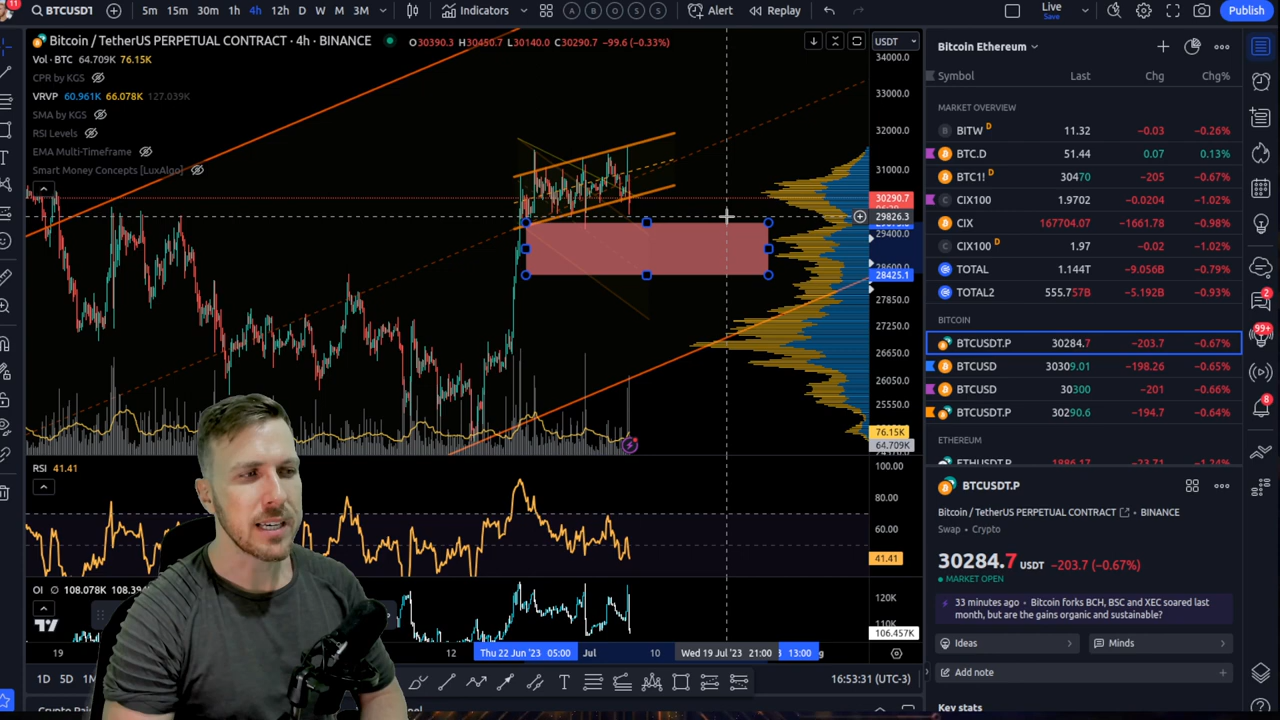 BTCUSDT
5m 15m 30m 1h 4h 12h D W M 3M
Indicators
Alert
Replay
Live
Save
Publish
Bitcoin / TetherUS PERPETUAL CONTRACT · 4h · BINANCE
O30390.3 H30450.7 L30140.0 C30290.7 −99.6 (−0.33%)
Vol · BTC 64.709K 76.15K
CPR by KGS
VRVP 60.961K 66.078K 127.039K
SMA by KGS
RSI Levels
EMA Multi-Timeframe
Smart Money Concepts [LuxAlgo]
USDT
34000.0
33000.0
32000.0
31000.0
30290.7
29826.3
29400.0
28600.0
28425.1
27850.0
27250.0
26650.0
26050.0
25550.0
76.15K
64.709K
RSI 41.41
100.00
80.00
60.00
41.41
OI ∅ 108.078K
120K
110K
106.457K
19
12
Thu 22 Jun '23 05:00
Jul
10
Wed 19 Jul '23 21:00
13:00
1D 5D
16:53:31 (UTC-3)
Bitcoin Ethereum
Symbol Last Chg Chg%
MARKET OVERVIEW
BITW D 11.32 −0.03 −0.26%
BTC.D 51.44 0.07 0.13%
BTC1! D 30470 −205 −0.67%
CIX100 1.9702 −0.0204 −1.02%
CIX 167704.07 −1661.78 −0.98%
CIX100 D 1.97 −0.02 −1.02%
TOTAL 1.144T −9.056B −0.79%
TOTAL2 555.757B −5.192B −0.93%
BITCOIN
BTCUSDT.P 30284.7 −203.7 −0.67%
BTCUSD 30309.01 −198.26 −0.65%
BTCUSD 30300 −201 −0.66%
BTCUSDT.P 30290.6 −194.7 −0.64%
ETHEREUM
ETHUSDT.P 1886.17 −23.71 −1.24%
BTCUSDT.P
Bitcoin / TetherUS PERPETUAL CONTRACT BINANCE
Swap • Crypto
30284.7 USDT −203.7 (−0.67%)
MARKET OPEN
33 minutes ago • Bitcoin forks BCH, BSC and XEC soared last
month, but are the gains organic and sustainable?
Ideas
Minds
Add note
Key stats
2
99+
8